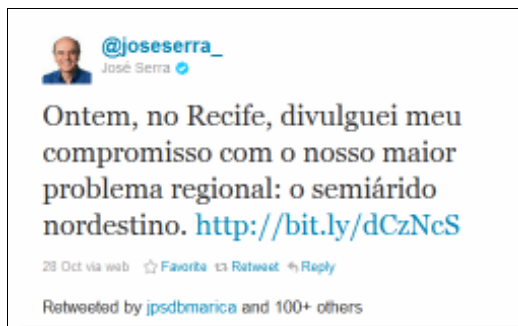 @joseserra_
José Serra
Ontem, no Recife, divulguei meu
compromisso com o nosso maior
problema regional: o semiárido
nordestino. http://bit.ly/dCzNcS
28 Oct via web Favorite Retweet Reply
Retweeted by jpsdbmarica and 100+ others